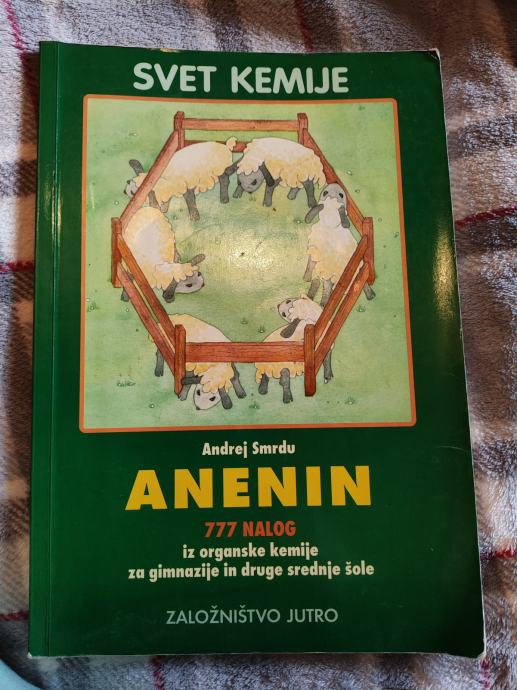 SVET KEMIJE
Andrej Smrdu
ANENIN
777 NALOG
iz organske kemije
za gimnazije in druge srednje šole
ZALOŽNIŠTVO JUTRO